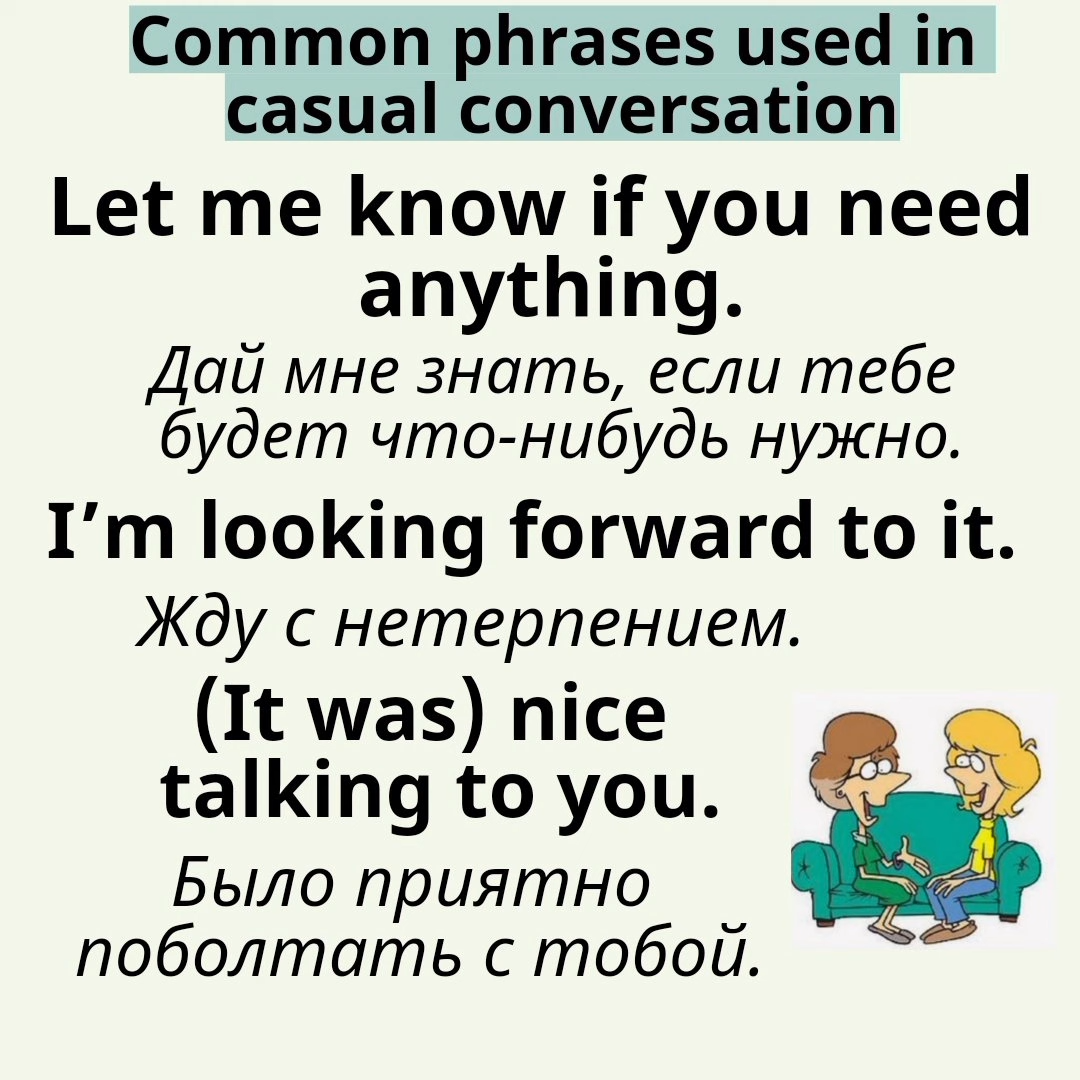 Common phrases used in
casual conversation
Let me know if you need
anything.
Дай мне знать, если тебе
будет что-нибудь нужно.
I’m looking forward to it.
Жду с нетерпением.
(It was) nice
talking to you.
Было приятно
поболтать с тобой.